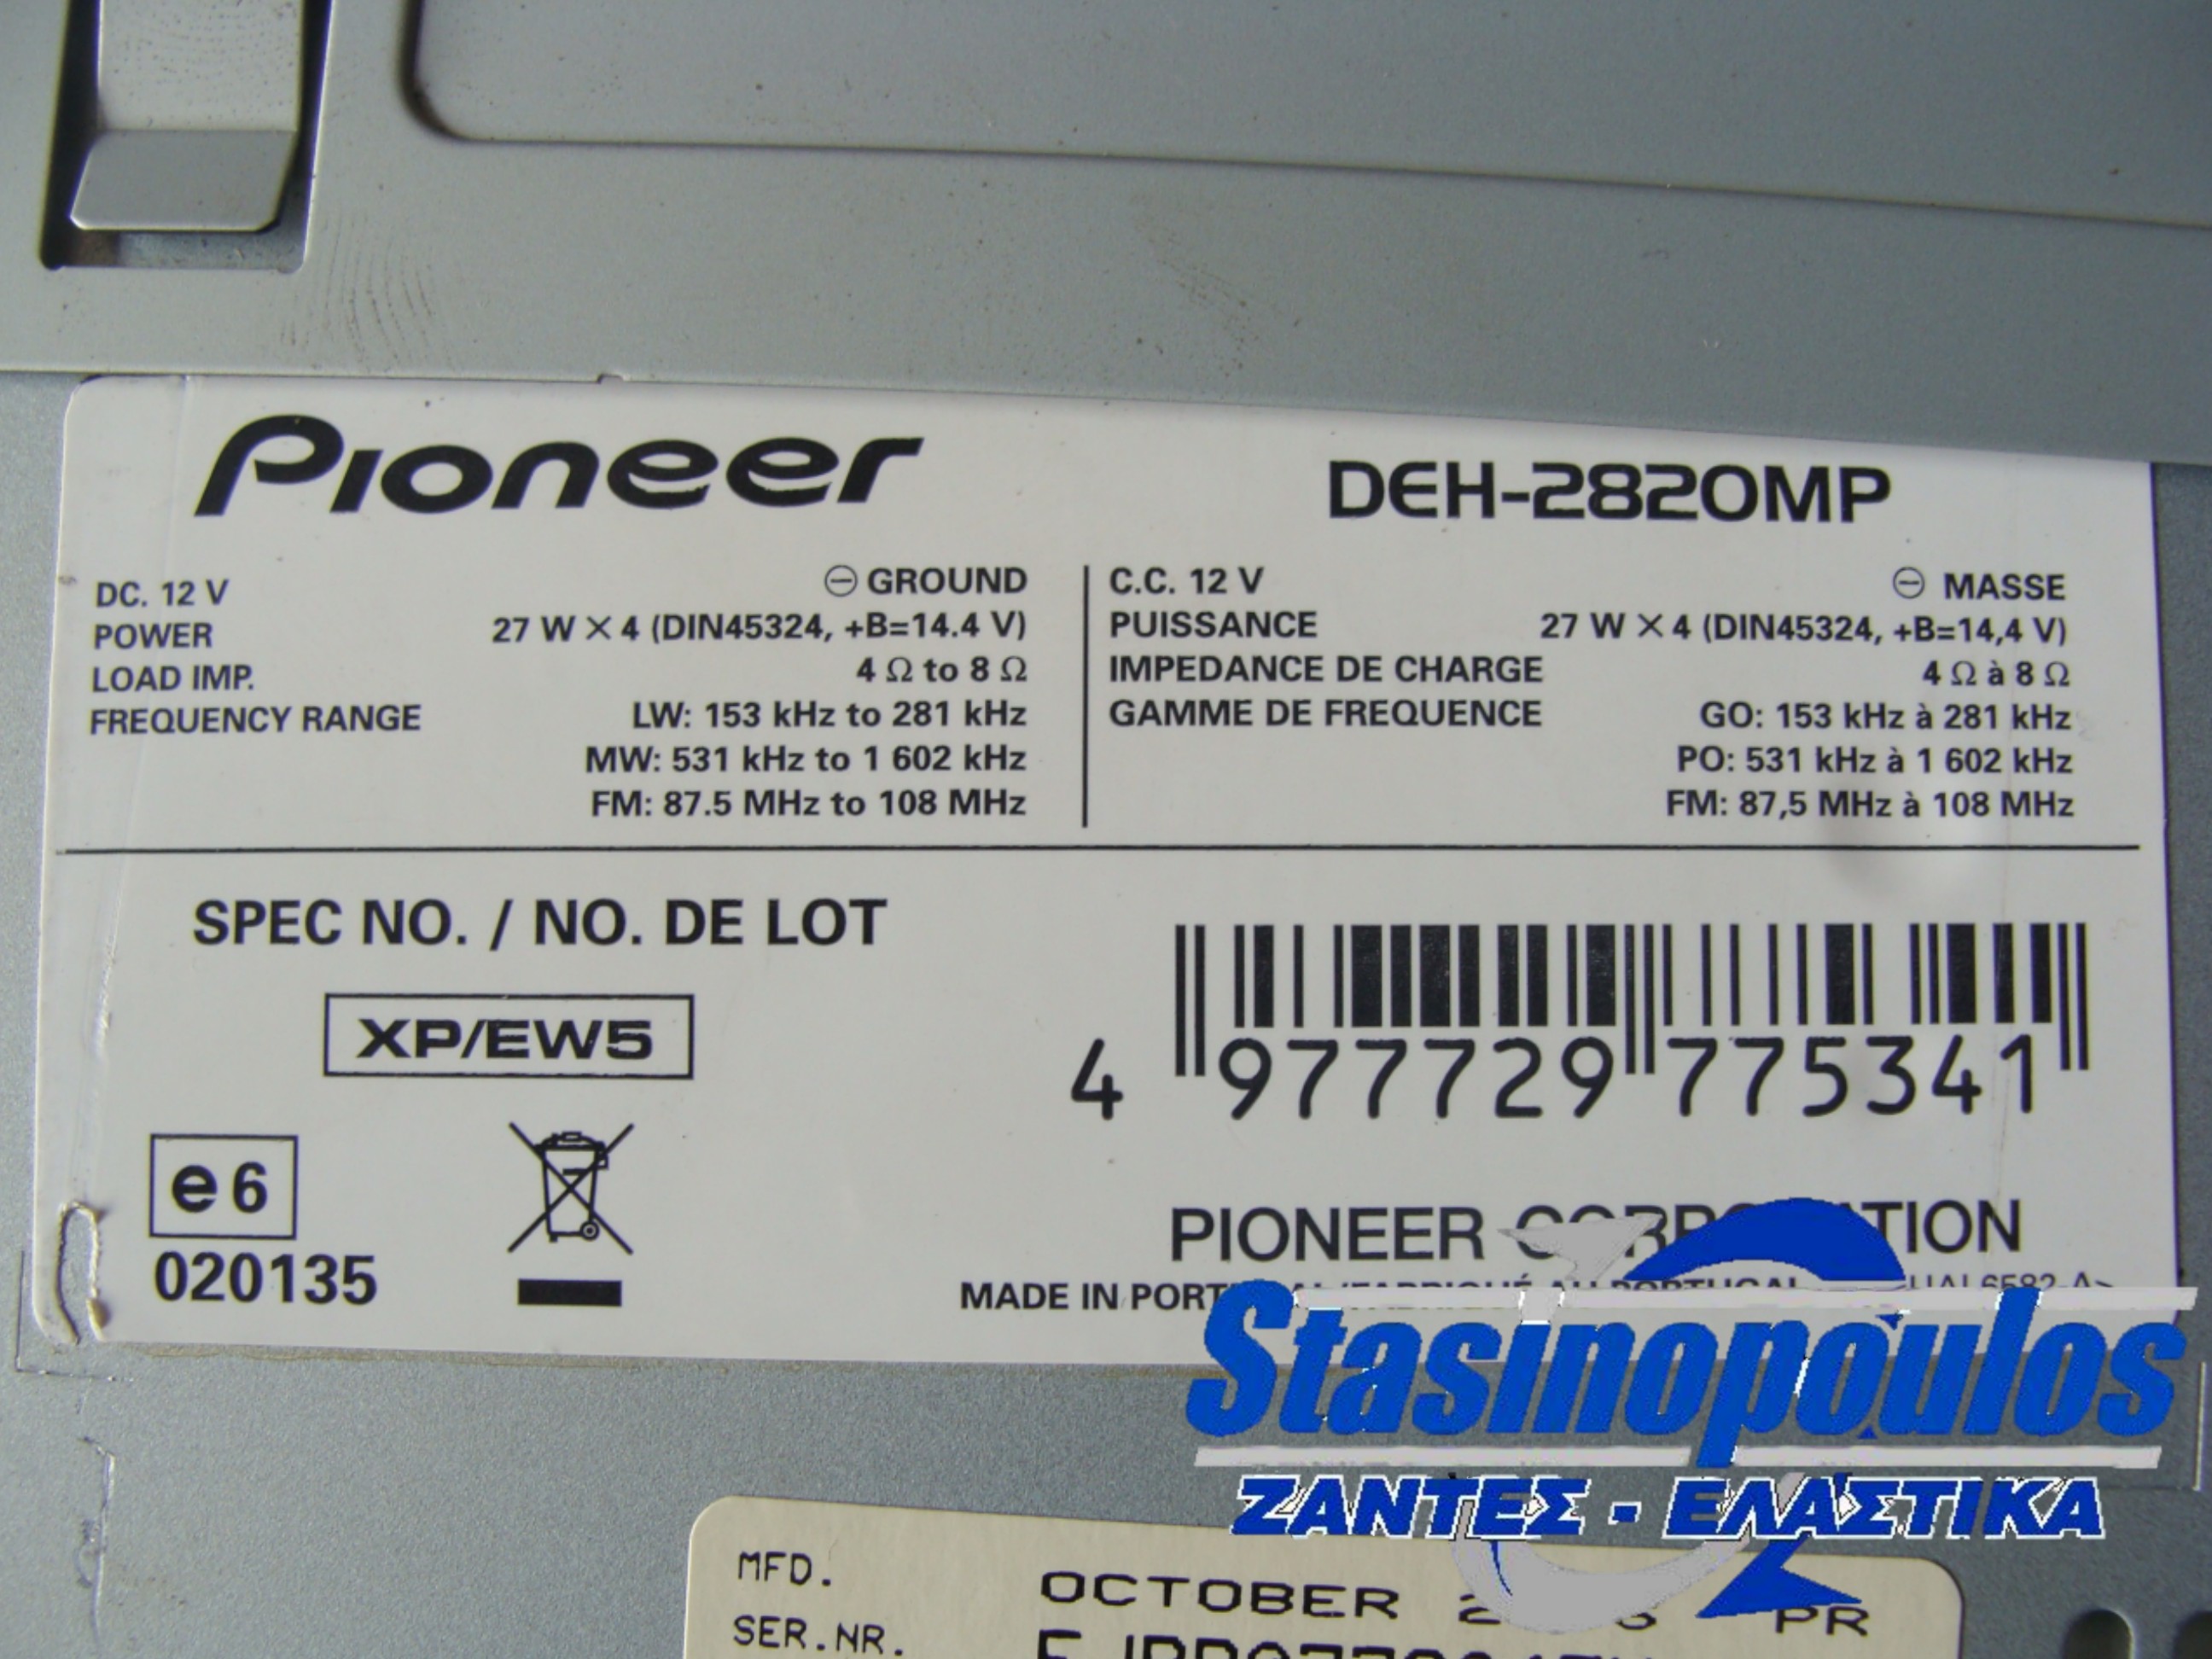 Pioneer
DEH-2820MP
DC. 12 V ⊖ GROUND
POWER 27 W X 4 (DIN45324, +B=14.4 V)
LOAD IMP. 4 Ω to 8 Ω
FREQUENCY RANGE LW: 153 kHz to 281 kHz
MW: 531 kHz to 1 602 kHz
FM: 87.5 MHz to 108 MHz
C.C. 12 V ⊖ MASSE
PUISSANCE 27 W X 4 (DIN45324, +B=14,4 V)
IMPEDANCE DE CHARGE 4 Ω à 8 Ω
GAMME DE FREQUENCE GO: 153 kHz à 281 kHz
PO: 531 kHz à 1 602 kHz
FM: 87,5 MHz à 108 MHz
SPEC NO. / NO. DE LOT
XP/EW5
e6
020135
4 977729 775341
PIONEER CORPORATION
MADE IN PORTUGAL/FABRIQUÉ AU PORTUGAL
Stasinopoulos
ΖΑΝΤΕΣ - ΕΛΑΣΤΙΚΑ
MFD. OCTOBER PR
SER.NR.